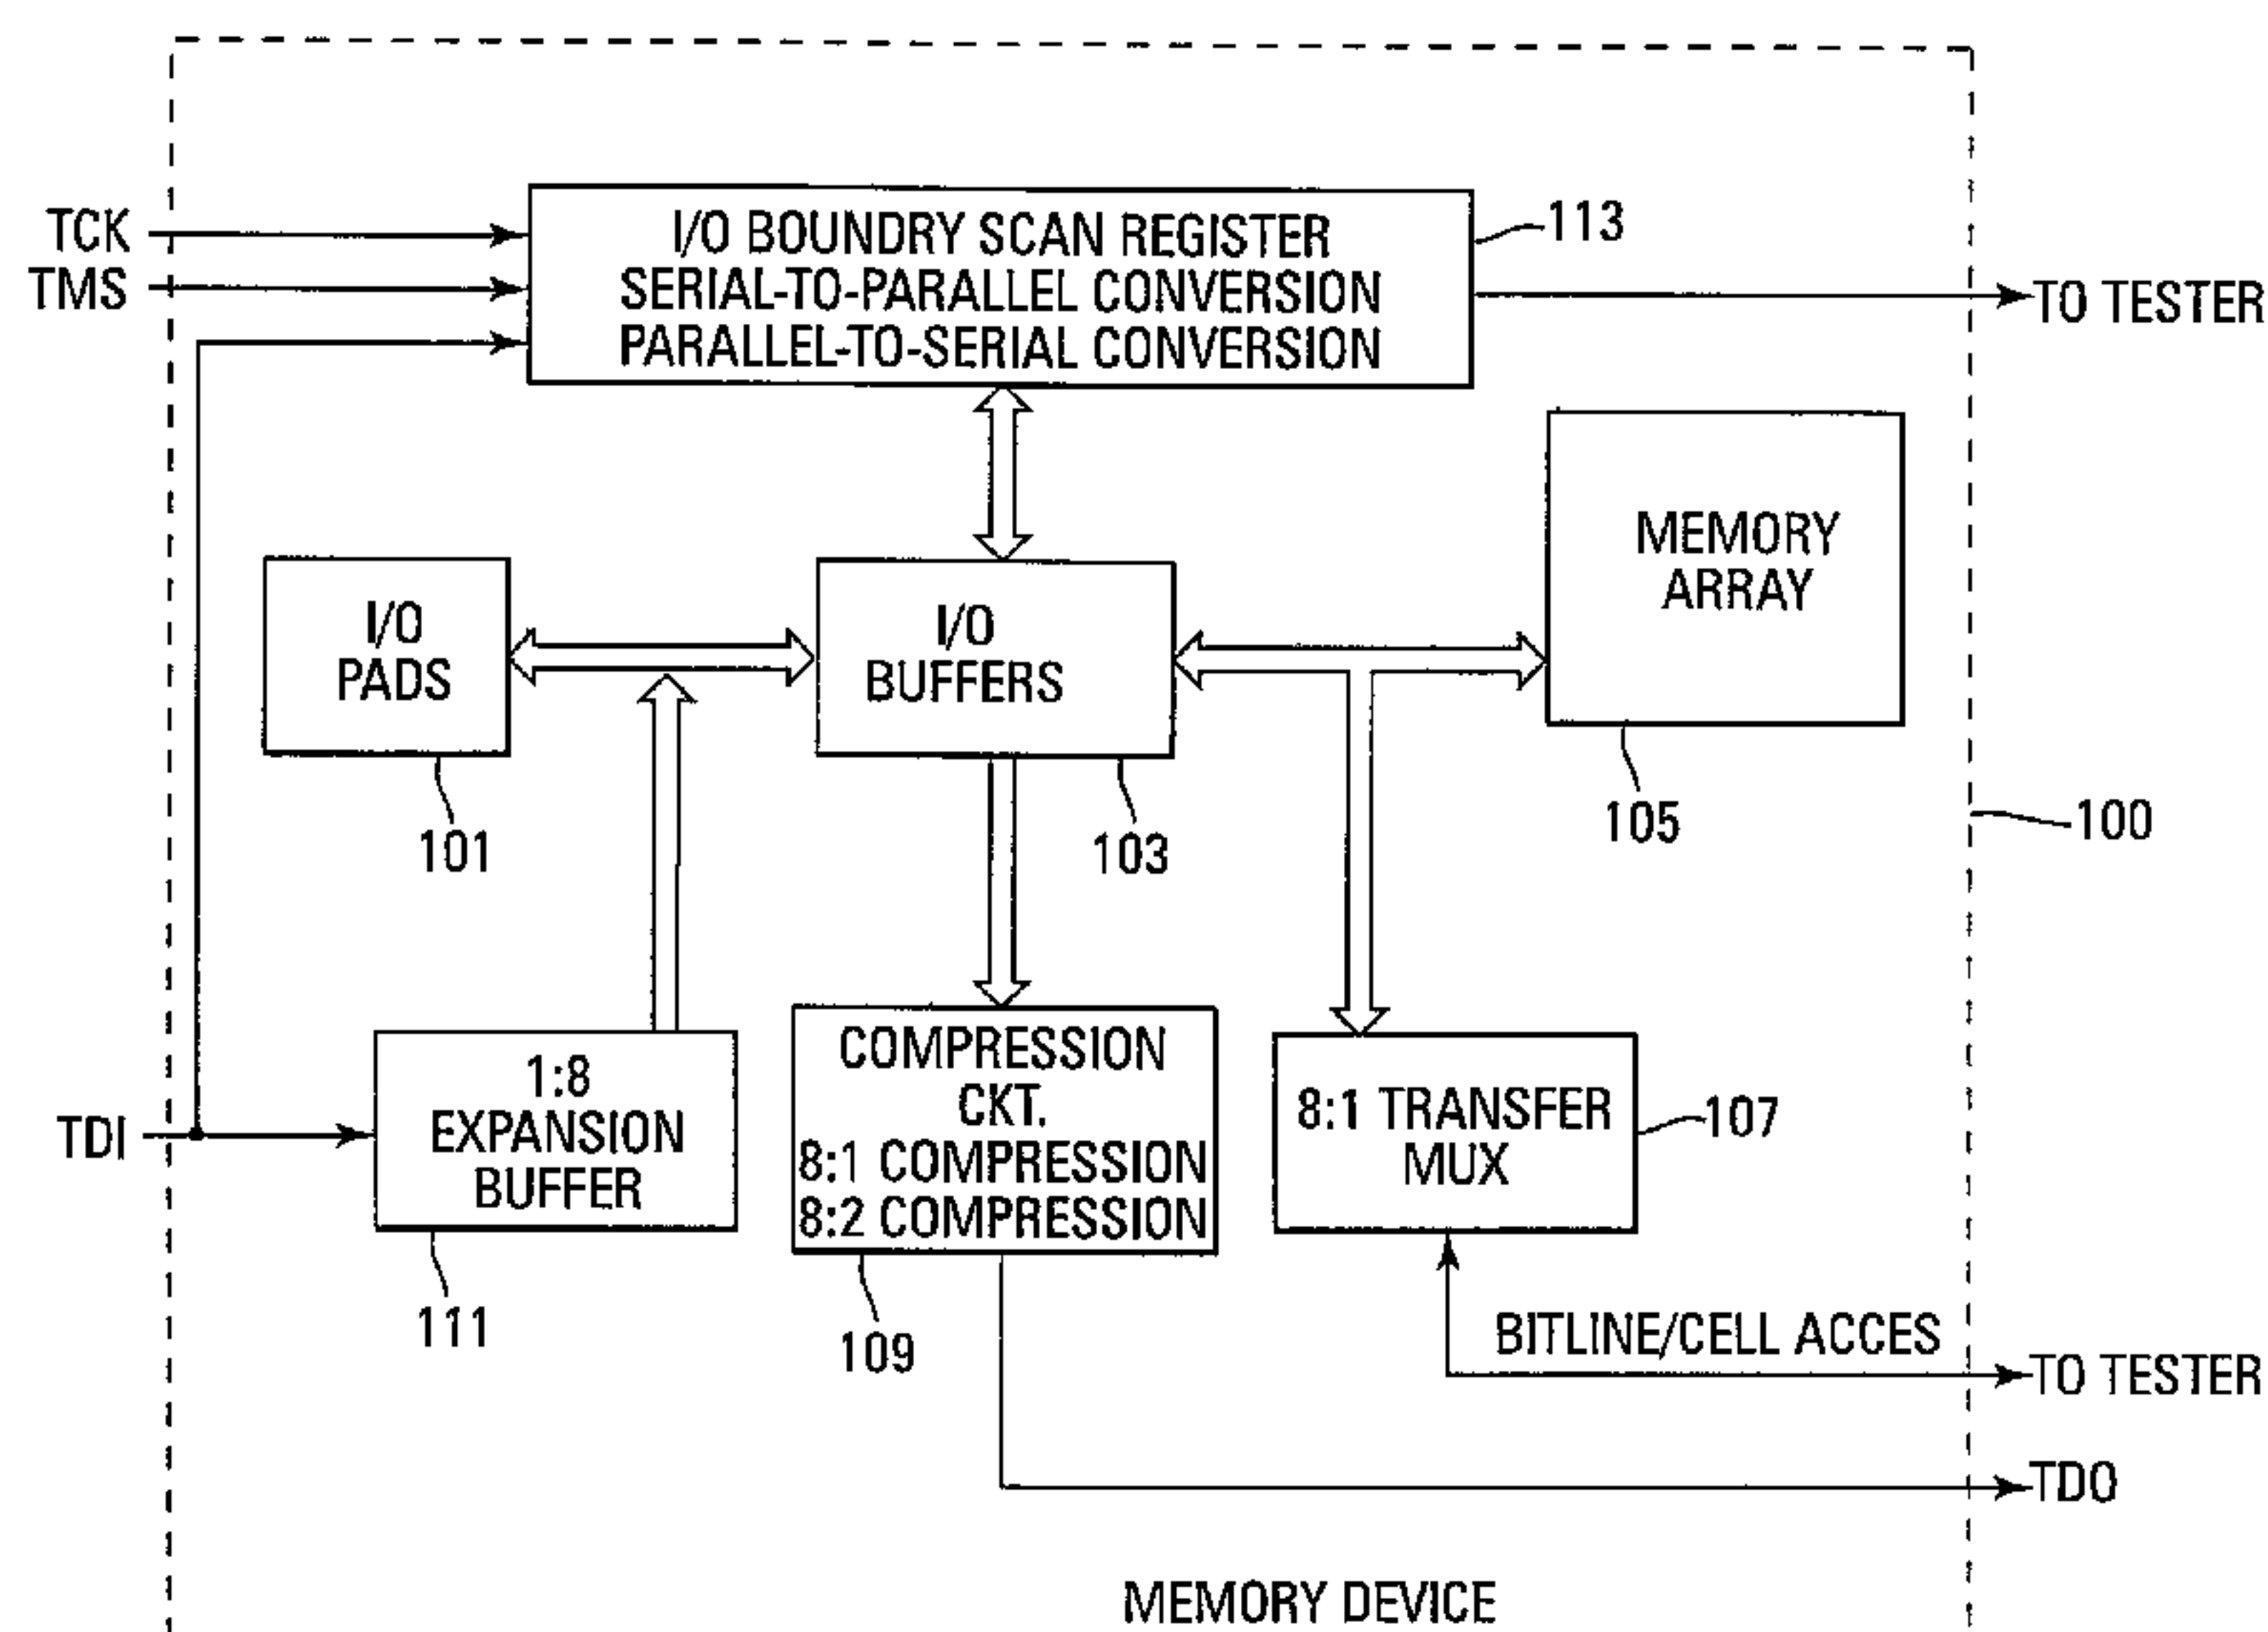 TCK
TMS
I/O BOUNDRY SCAN REGISTER
SERIAL-TO-PARALLEL CONVERSION
PARALLEL-TO-SERIAL CONVERSION
113
TO TESTER
I/O
PADS
101
I/O
BUFFERS
103
MEMORY
ARRAY
105
100
TDI
1:8
EXPANSION
BUFFER
111
COMPRESSION
CKT.
8:1 COMPRESSION
8:2 COMPRESSION
109
8:1 TRANSFER
MUX
107
BITLINE/CELL ACCES
TO TESTER
TDO
MEMORY DEVICE